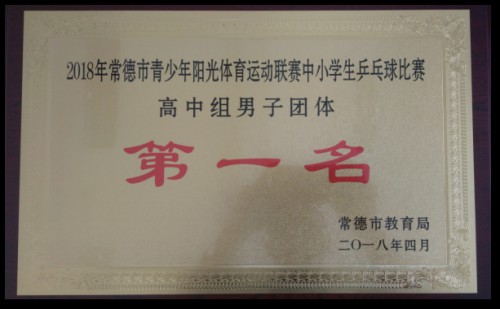 2018年常德市青少年阳光体育运动联赛中小学生乒乓球比赛
高中组男子团体
第一名
常德市教育局
二〇一八年四月